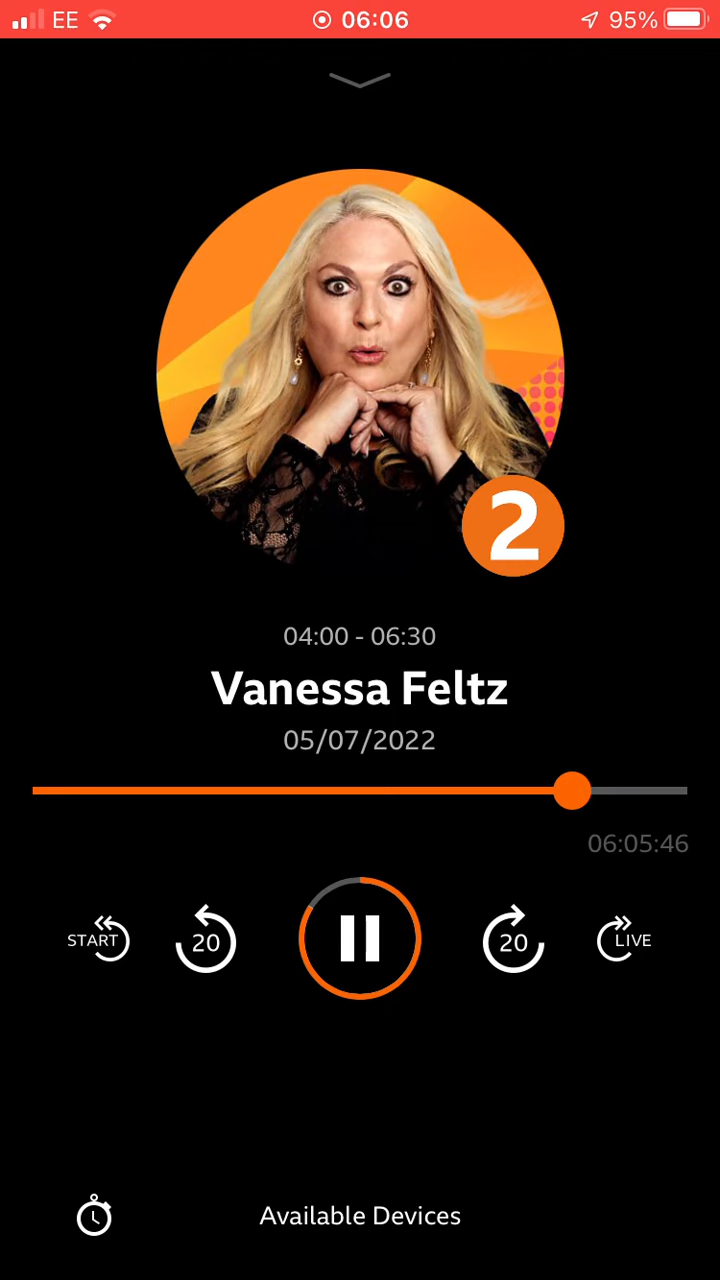 EE 06:06 95%
2
04:00 - 06:30
Vanessa Feltz
05/07/2022
06:05:46
START 20 20 LIVE
Available Devices